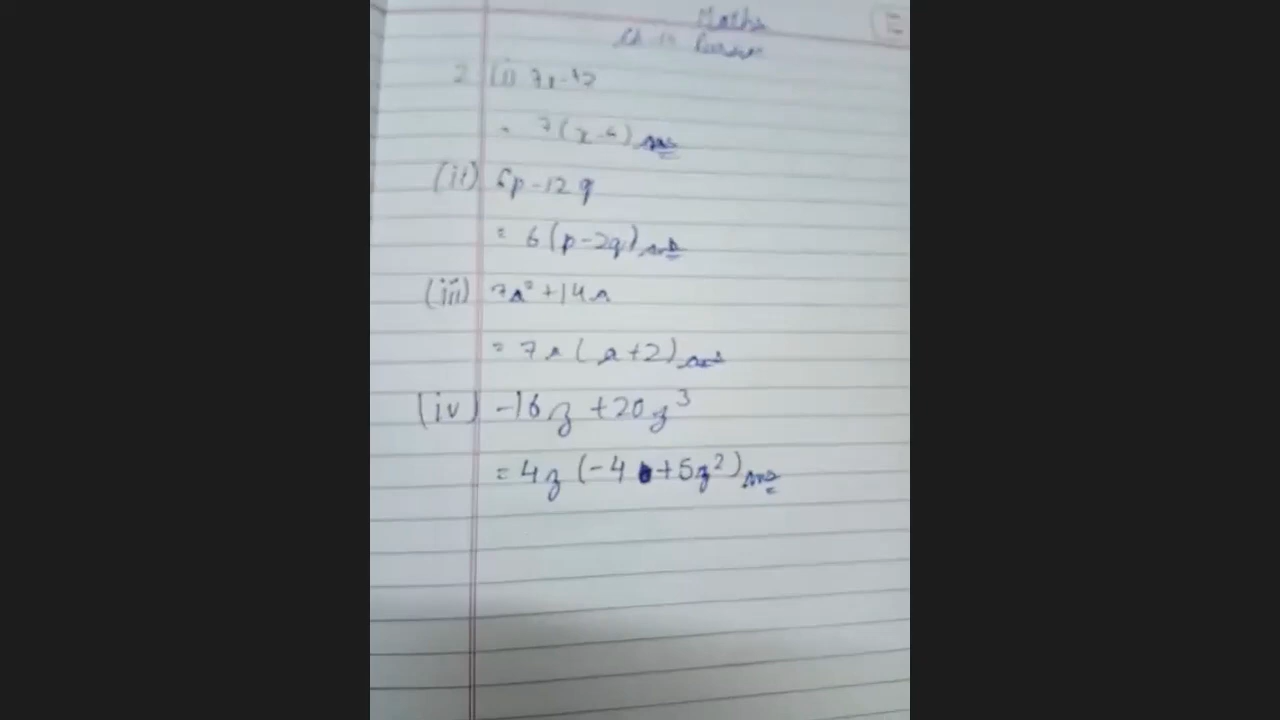 Maths
2 (i) 7x-42
= 7(x-6) Ans
(ii) 6p-12q
= 6(p-2q) Ans
(iii) 7a²+14a
= 7a(a+2) Ans
(iv) -16z+20z³
= 4z(-4+5z²) Ans